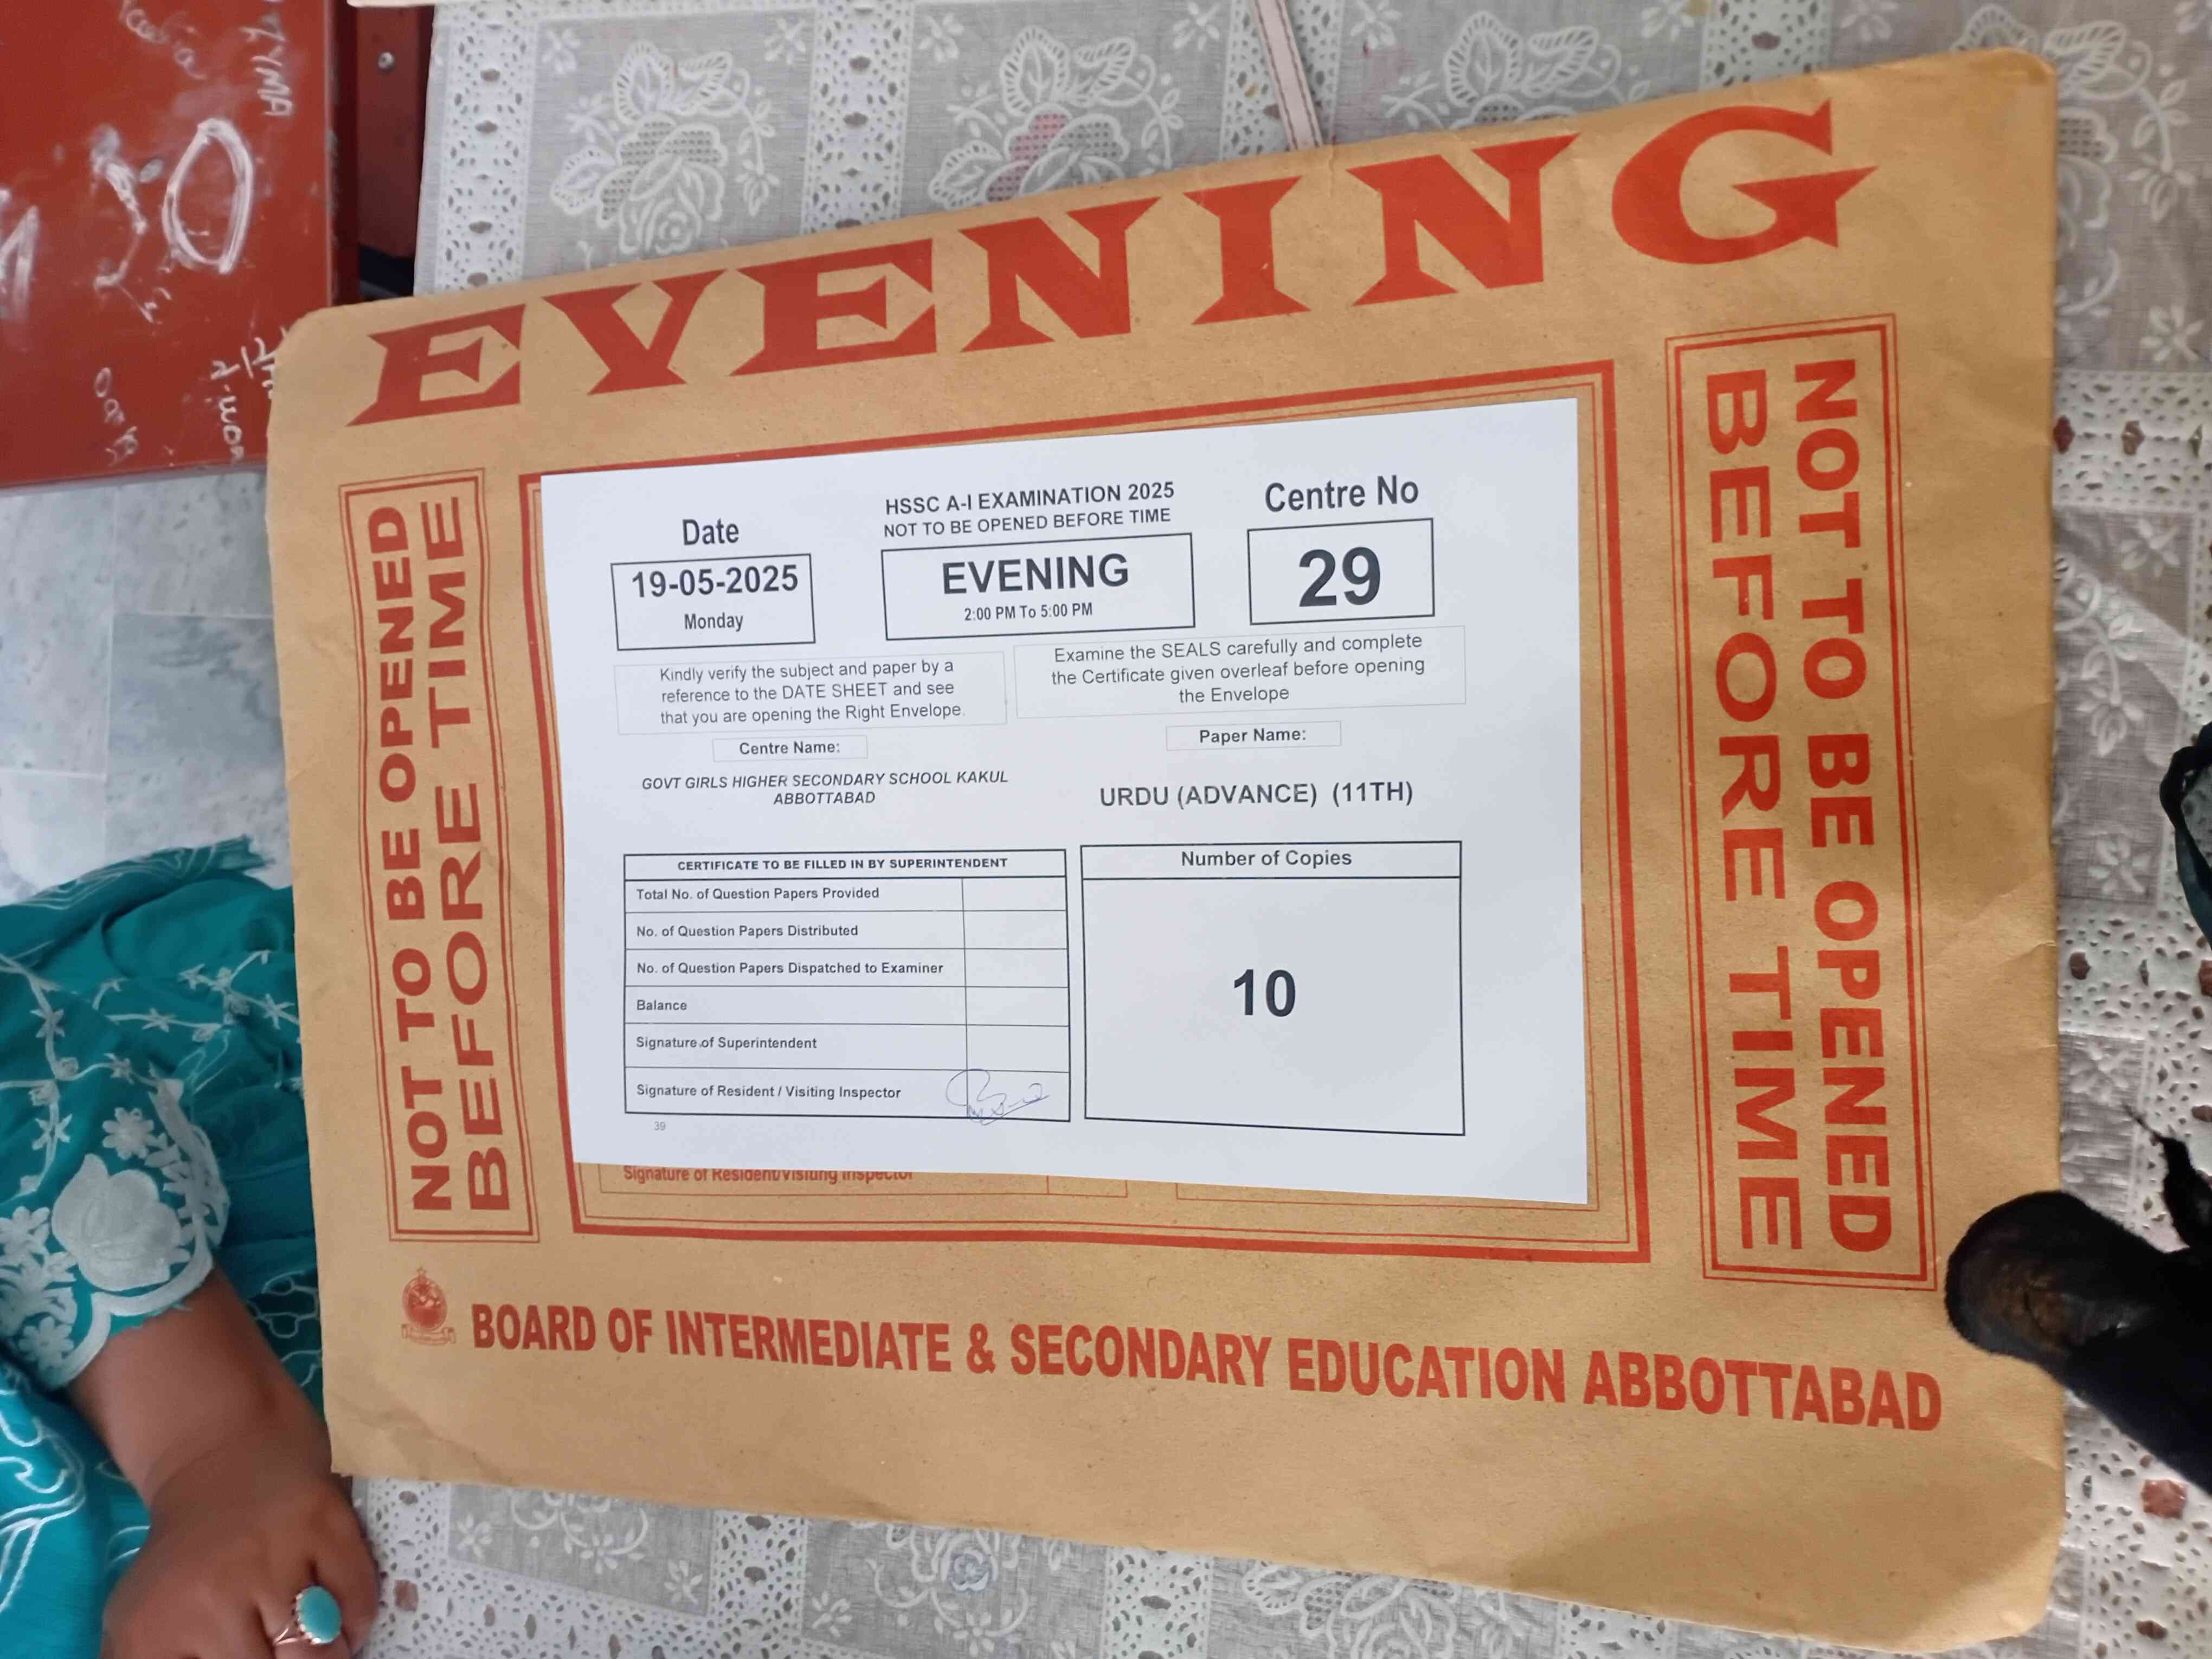 EVENING
NOT TO BE OPENED
BEFORE TIME
NOT TO BE OPENED
BEFORE TIME
Date
19-05-2025
Monday
HSSC A-I EXAMINATION 2025
NOT TO BE OPENED BEFORE TIME
EVENING
2:00 PM To 5:00 PM
Centre No
29
Kindly verify the subject and paper by a
reference to the DATE SHEET and see
that you are opening the Right Envelope.
Examine the SEALS carefully and complete
the Certificate given overleaf before opening
the Envelope
Centre Name:
GOVT GIRLS HIGHER SECONDARY SCHOOL KAKUL
ABBOTTABAD
Paper Name:
URDU (ADVANCE) (11TH)
CERTIFICATE TO BE FILLED IN BY SUPERINTENDENT
Total No. of Question Papers Provided
No. of Question Papers Distributed
No. of Question Papers Dispatched to Examiner
Balance
Signature of Superintendent
Signature of Resident / Visiting Inspector
39
Number of Copies
10
Signature of Resident/Visiting Inspector
BOARD OF INTERMEDIATE & SECONDARY EDUCATION ABBOTTABAD